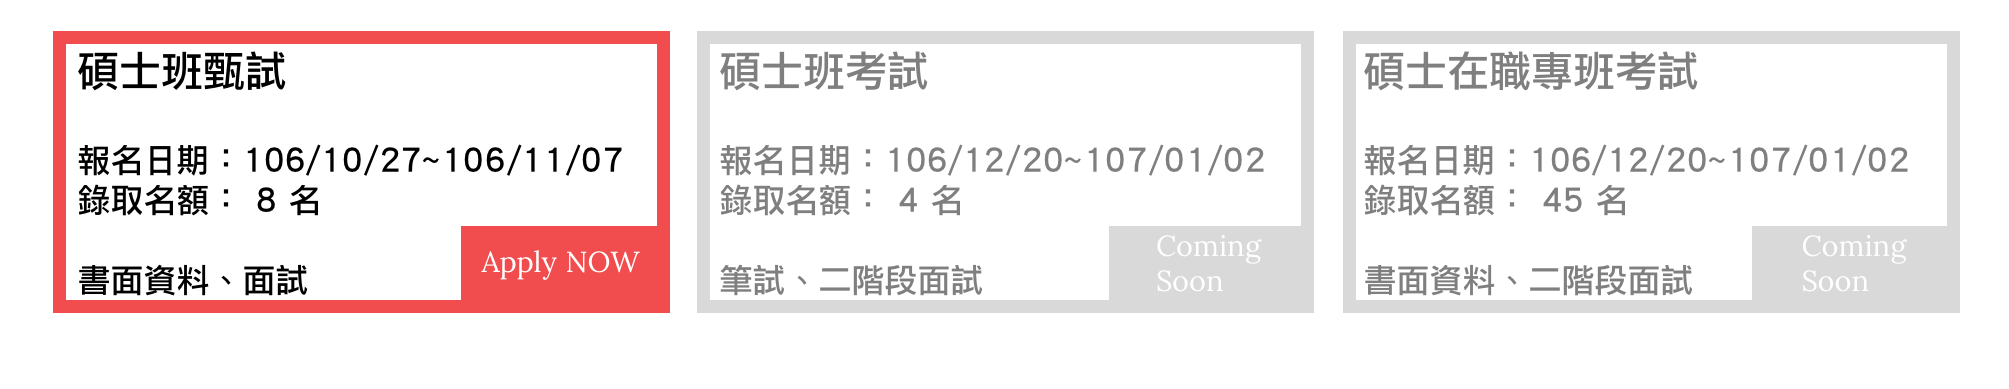 碩士班甄試
報名日期：106/10/27~106/11/07
錄取名額： 8 名
書面資料、面試
Apply NOW
碩士班考試
報名日期：106/12/20~107/01/02
錄取名額： 4 名
筆試、二階段面試
Coming
Soon
碩士在職專班考試
報名日期：106/12/20~107/01/02
錄取名額： 45 名
書面資料、二階段面試
Coming
Soon